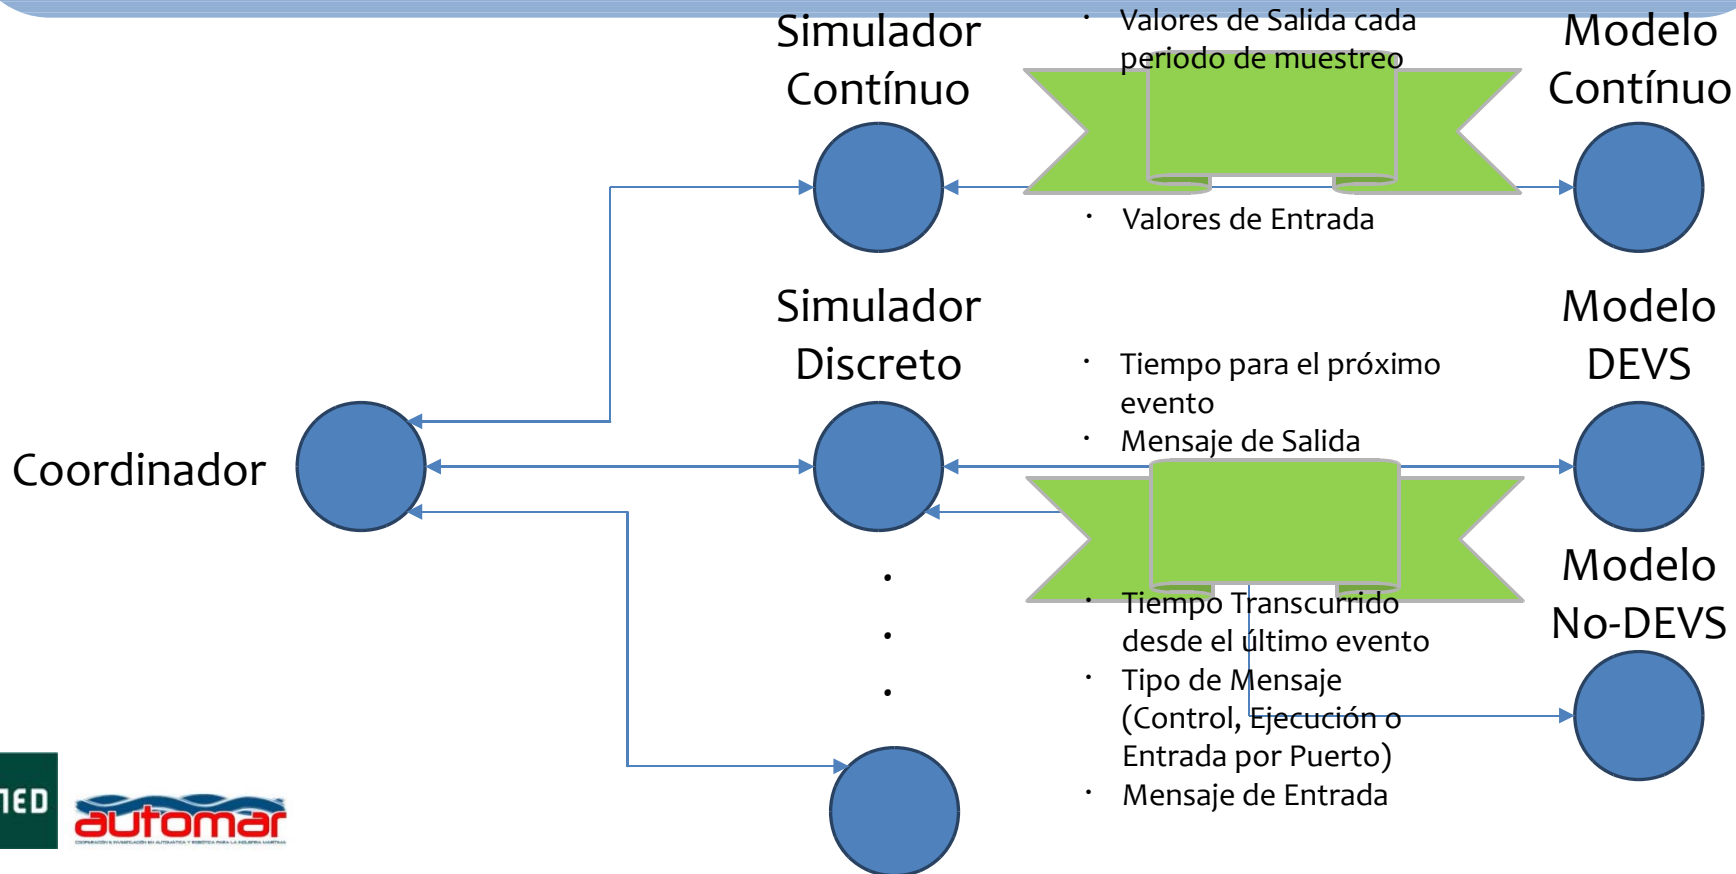 Simulador
Contínuo
· Valores de Salida cada
periodo de muestreo
Modelo
Contínuo
· Valores de Entrada
Simulador
Discreto
· Tiempo para el próximo
evento
· Mensaje de Salida
Modelo
DEVS
Coordinador
Modelo
No-DEVS
.
.
.
· Tiempo Transcurrido
desde el último evento
· Tipo de Mensaje
(Control, Ejecución o
Entrada por Puerto)
· Mensaje de Entrada
automar